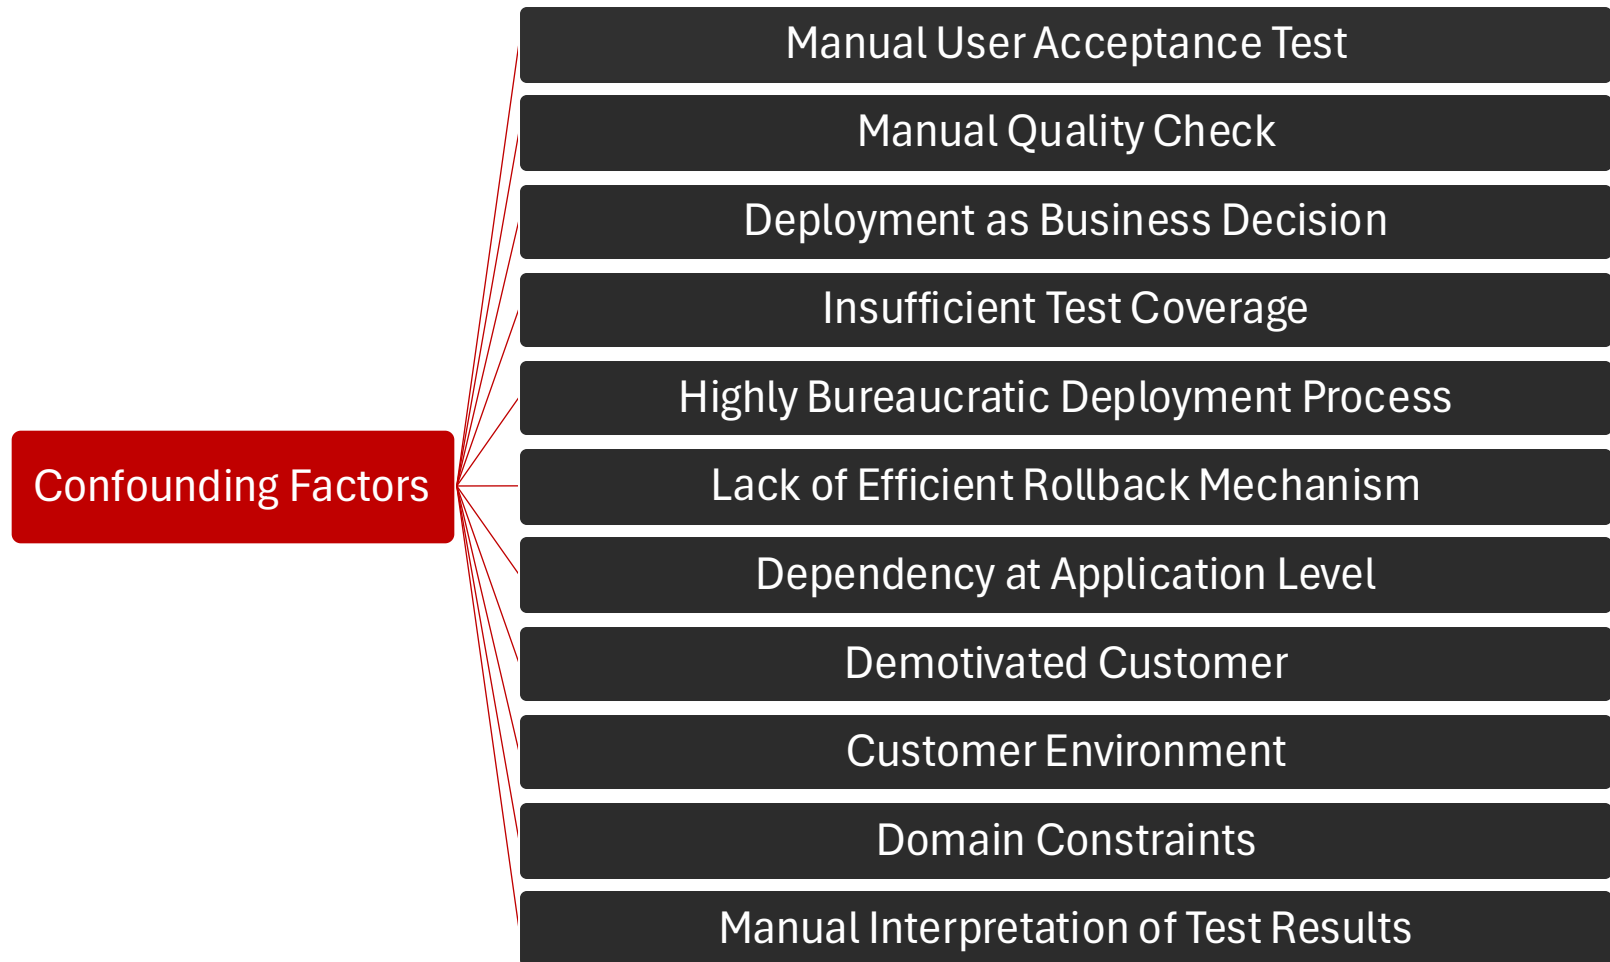 Manual User Acceptance Test
Manual Quality Check
Deployment as Business Decision
Insufficient Test Coverage
Highly Bureaucratic Deployment Process
Confounding Factors
Lack of Efficient Rollback Mechanism
Dependency at Application Level
Demotivated Customer
Customer Environment
Domain Constraints
Manual Interpretation of Test Results